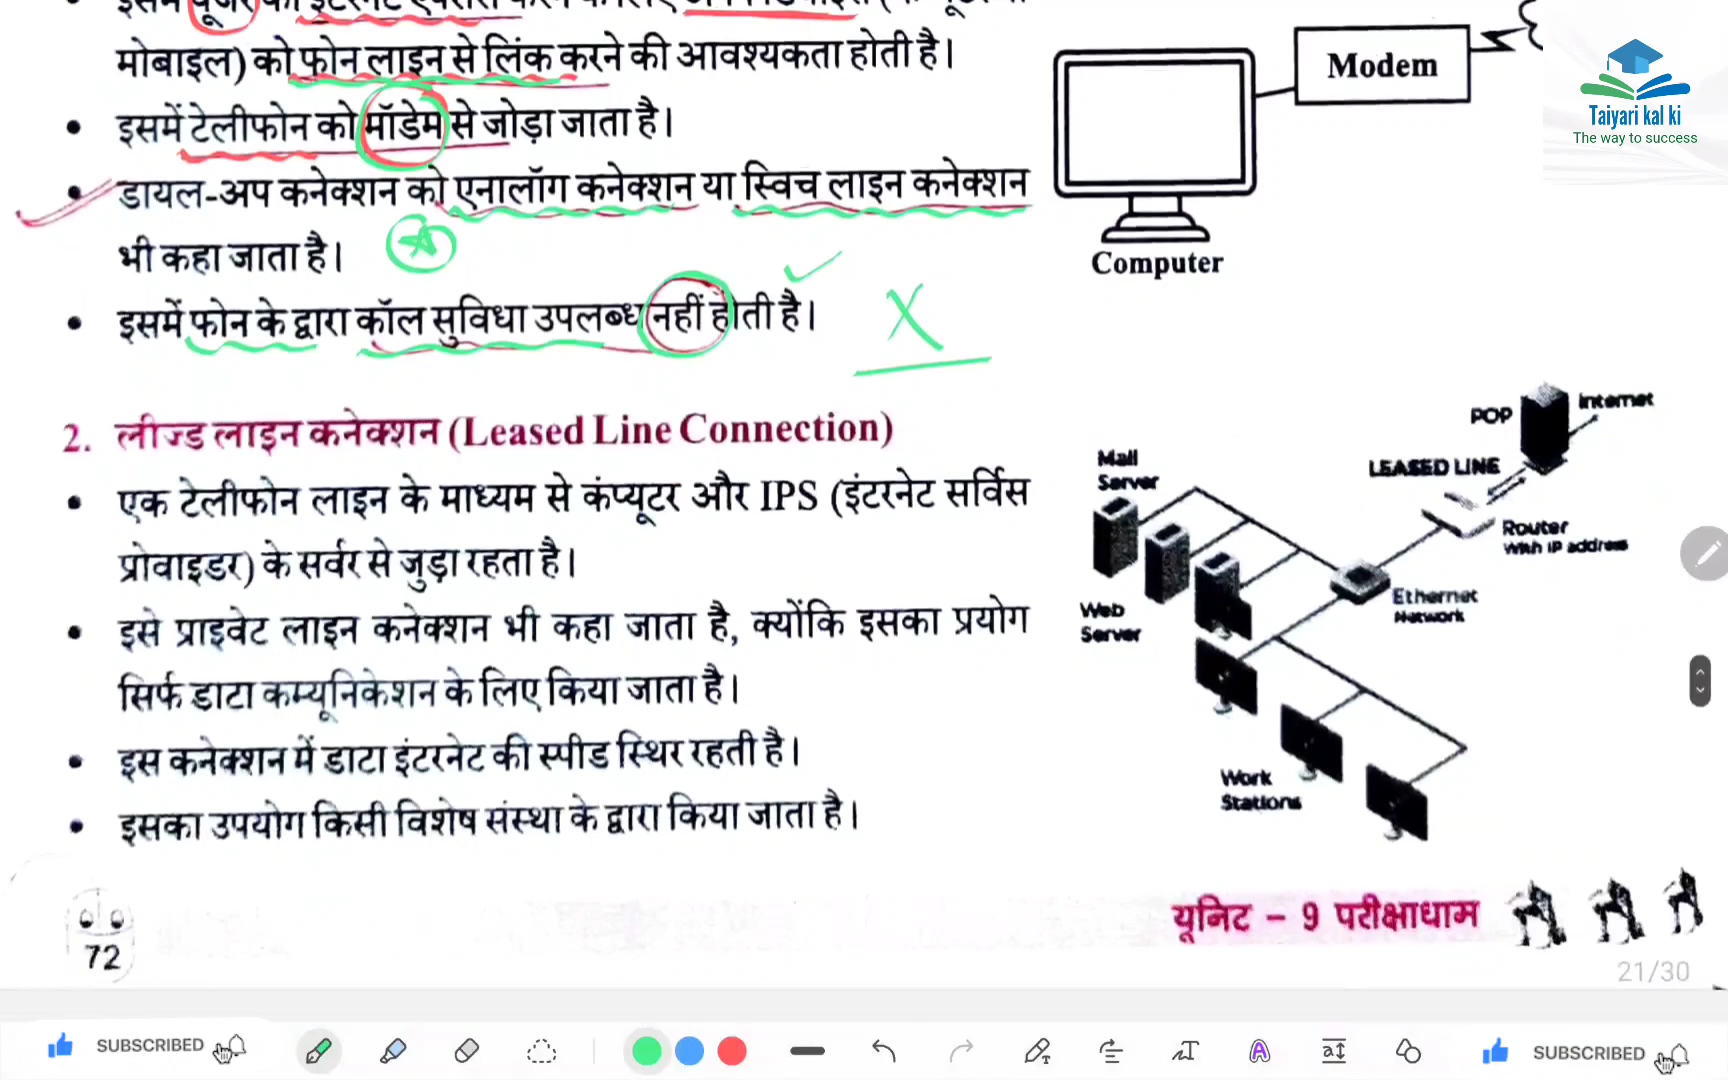 मोबाइल) को फोन लाइन से लिंक करने की आवश्यकता होती है।
• इसमें टेलीफोन को मॉडेम से जोड़ा जाता है।
• डायल-अप कनेक्शन को एनालॉग कनेक्शन या स्विच लाइन कनेक्शन
भी कहा जाता है।
• इसमें फोन के द्वारा कॉल सुविधा उपलब्ध नहीं होती है।
X
Modem
Computer
Taiyari kal ki
The way to success
2. लीज्ड लाइन कनेक्शन (Leased Line Connection)
• एक टेलीफोन लाइन के माध्यम से कंप्यूटर और IPS (इंटरनेट सर्विस
प्रोवाइडर) के सर्वर से जुड़ा रहता है।
• इसे प्राइवेट लाइन कनेक्शन भी कहा जाता है, क्योंकि इसका प्रयोग
सिर्फ डाटा कम्यूनिकेशन के लिए किया जाता है।
• इस कनेक्शन में डाटा इंटरनेट की स्पीड स्थिर रहती है।
• इसका उपयोग किसी विशेष संस्था के द्वारा किया जाता है।
POP
Internet
LEASED LINE
Mail
Server
Router
With IP address
Ethernet
Network
Web
Server
Work
Stations
72
यूनिट - 9 परीक्षाधाम
21/30
SUBSCRIBED
SUBSCRIBED